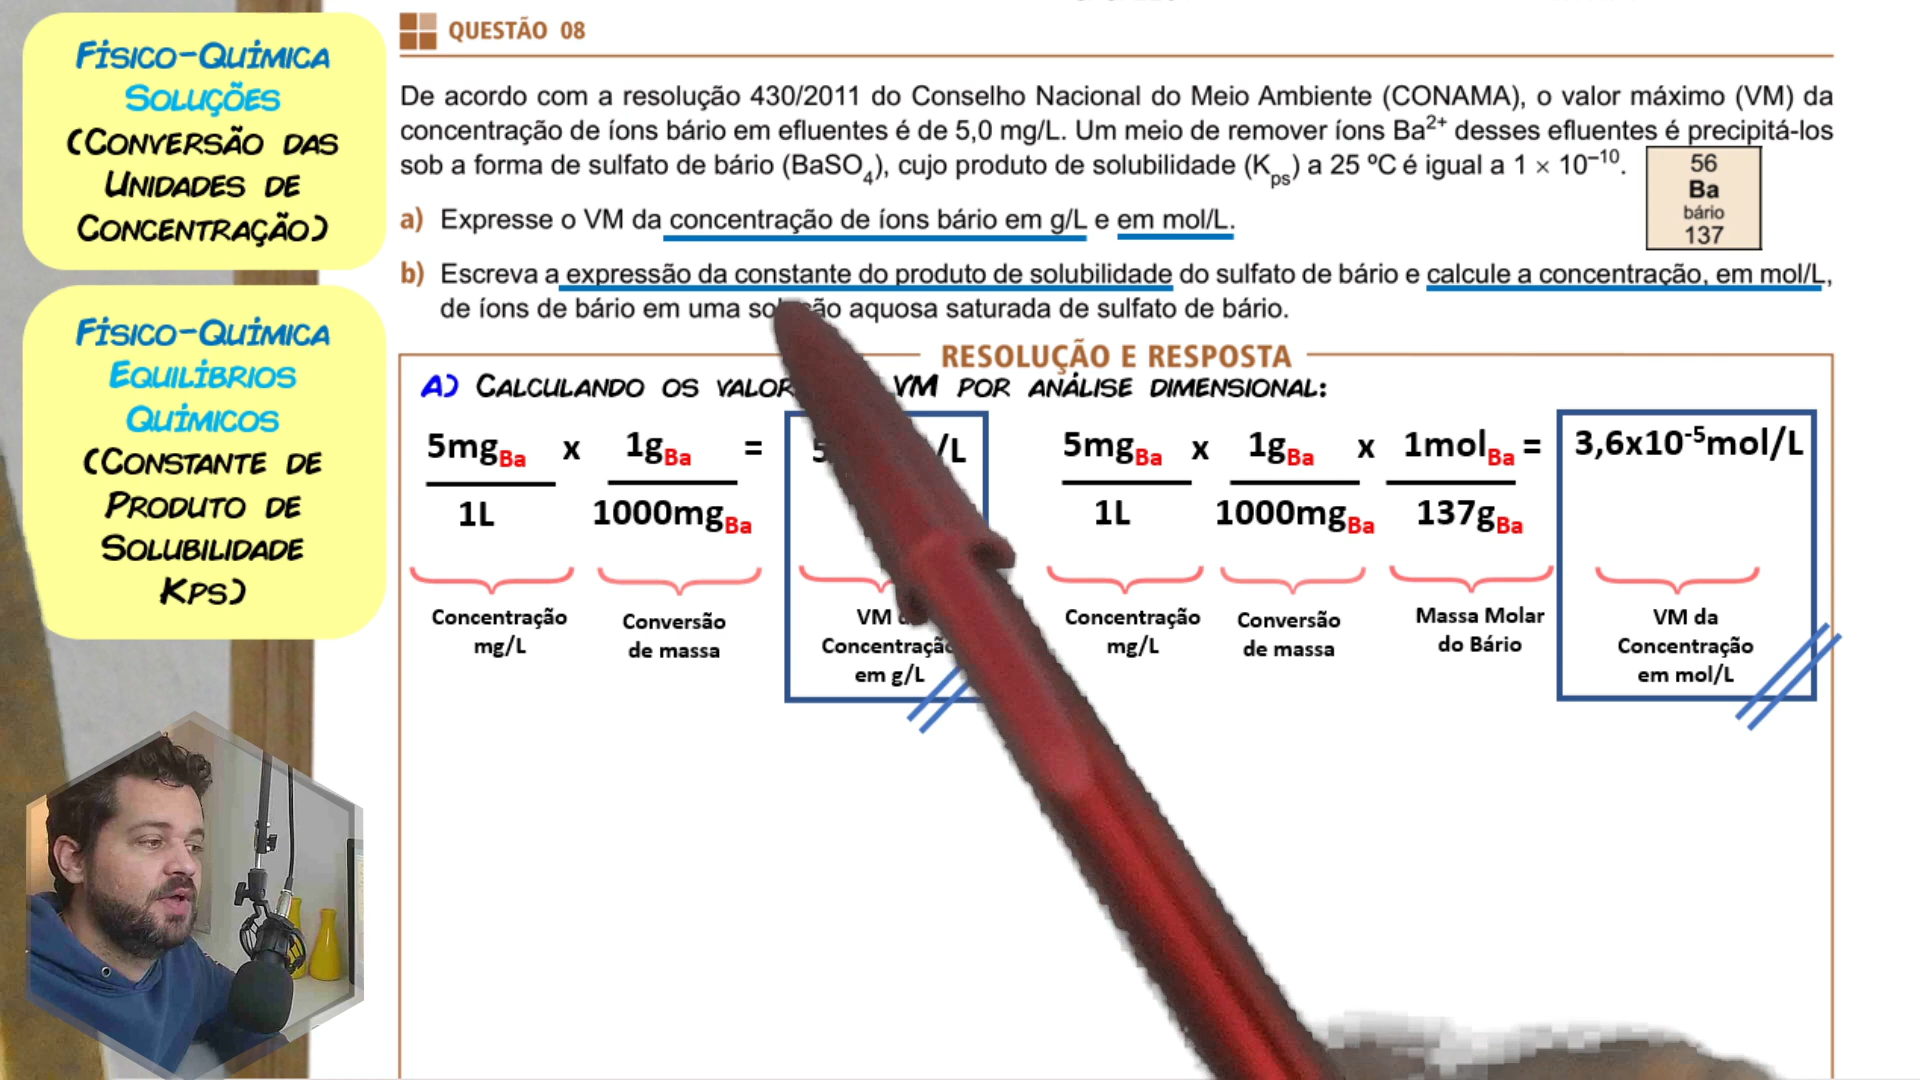 FÍSICO-QUÍMICA
SOLUÇÕES
(CONVERSÃO DAS
UNIDADES DE
CONCENTRAÇÃO)
FÍSICO-QUÍMICA
EQUILÍBRIOS
QUÍMICOS
(CONSTANTE DE
PRODUTO DE
SOLUBILIDADE
KPS)
QUESTÃO 08
De acordo com a resolução 430/2011 do Conselho Nacional do Meio Ambiente (CONAMA), o valor máximo (VM) da
concentração de íons bário em efluentes é de 5,0 mg/L. Um meio de remover íons Ba²⁺ desses efluentes é precipitá-los
sob a forma de sulfato de bário (BaSO₄), cujo produto de solubilidade (Kps) a 25 ºC é igual a 1 × 10⁻¹⁰.
56
Ba
bário
137
a) Expresse o VM da concentração de íons bário em g/L e em mol/L.
b) Escreva a expressão da constante do produto de solubilidade do sulfato de bário e calcule a concentração, em mol/L,
de íons de bário em uma aquosa saturada de sulfato de bário.
RESOLUÇÃO E RESPOSTA
A) CALCULANDO OS VM POR ANÁLISE DIMENSIONAL:
5mgBa x 1gBa = /L
1L 1000mgBa
Concentração
mg/L
Conversão
de massa
VM
em g/L
5mgBa x 1gBa x 1molBa = 3,6x10⁻⁵mol/L
1L 1000mgBa 137gBa
Concentração
mg/L
Conversão
de massa
Massa Molar
do Bário
VM da
Concentração
em mol/L